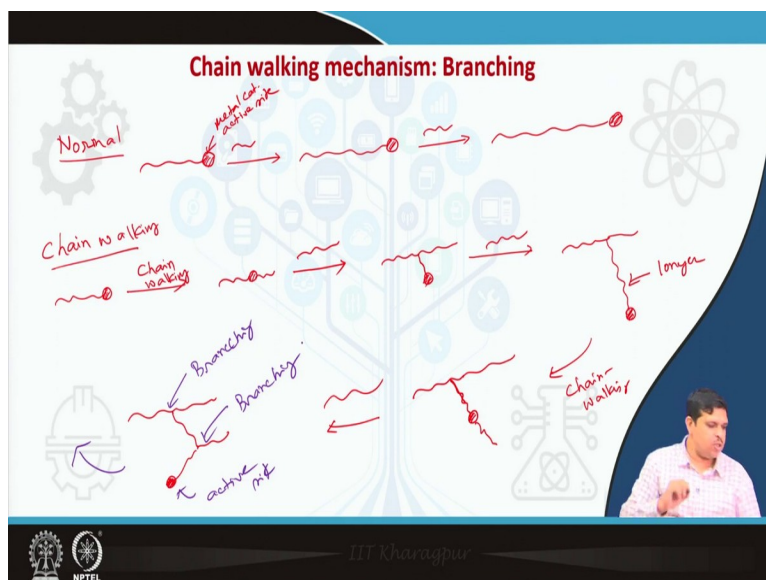 Chain walking mechanism: Branching
Normal
metal cat.
active site
Chain walking
Chain
walking
longer
Chain-
walking
Branching
Branching.
active
site
IIT Kharagpur
NPTEL